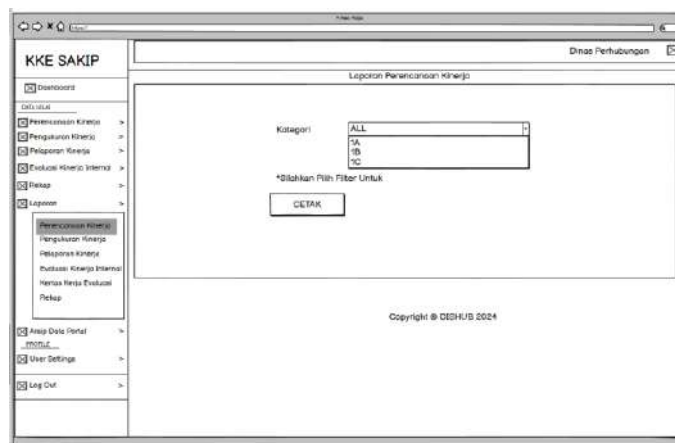 https://
KKE SAKIP
Dinas Perhubungan
Dashboard
Laporan Perencanaan Kinerja
Perencanaan Kinerja
Pengukuran Kinerja
Pelaporan Kinerja
Evaluasi Kinerja Internal
Rekap
Laporan
Perencanaan Kinerja
Pengukuran Kinerja
Pelaporan Kinerja
Evaluasi Kinerja Internal
Kertas Kerja Evaluasi
Rekap
Arsip Data Portal
PROFILE
User Settings
Log Out
Kategori
ALL
1A
1B
1C
*Silahkan Pilih Filter Untuk
CETAK
Copyright © DISHUB 2024